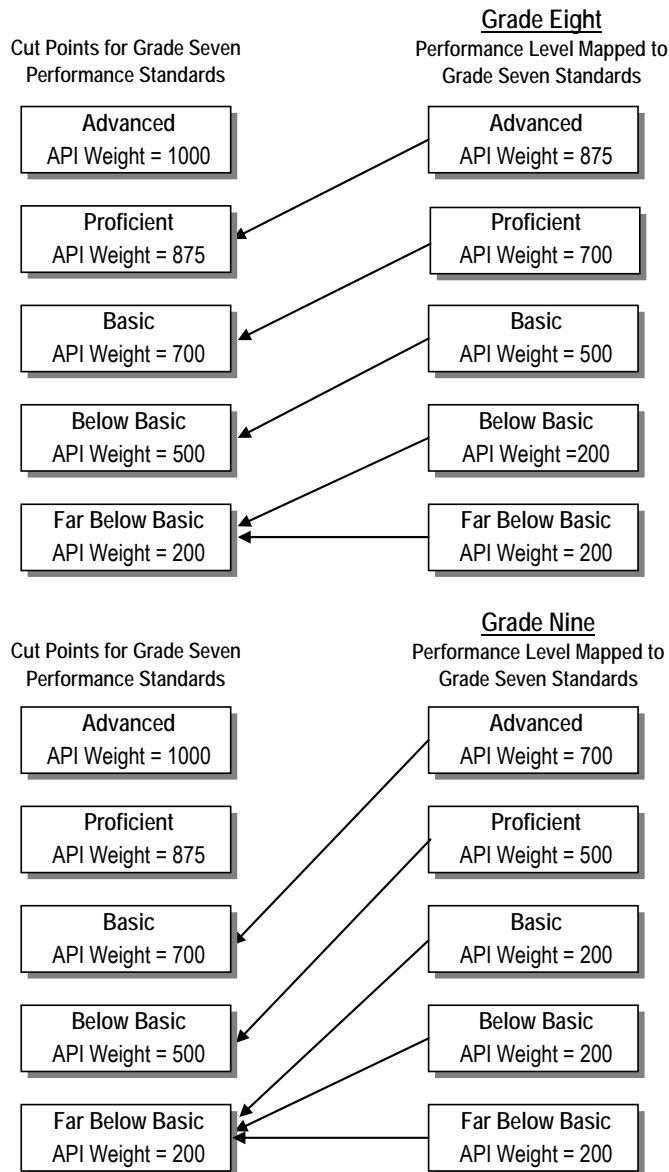 Grade Eight
Cut Points for Grade Seven
Performance Standards
Performance Level Mapped to
Grade Seven Standards
Advanced
API Weight = 1000
Advanced
API Weight = 875
Proficient
API Weight = 875
Proficient
API Weight = 700
Basic
API Weight = 700
Basic
API Weight = 500
Below Basic
API Weight = 500
Below Basic
API Weight =200
Far Below Basic
API Weight = 200
Far Below Basic
API Weight = 200
Grade Nine
Cut Points for Grade Seven
Performance Standards
Performance Level Mapped to
Grade Seven Standards
Advanced
API Weight = 1000
Advanced
API Weight = 700
Proficient
API Weight = 875
Proficient
API Weight = 500
Basic
API Weight = 700
Basic
API Weight = 200
Below Basic
API Weight = 500
Below Basic
API Weight = 200
Far Below Basic
API Weight = 200
Far Below Basic
API Weight = 200